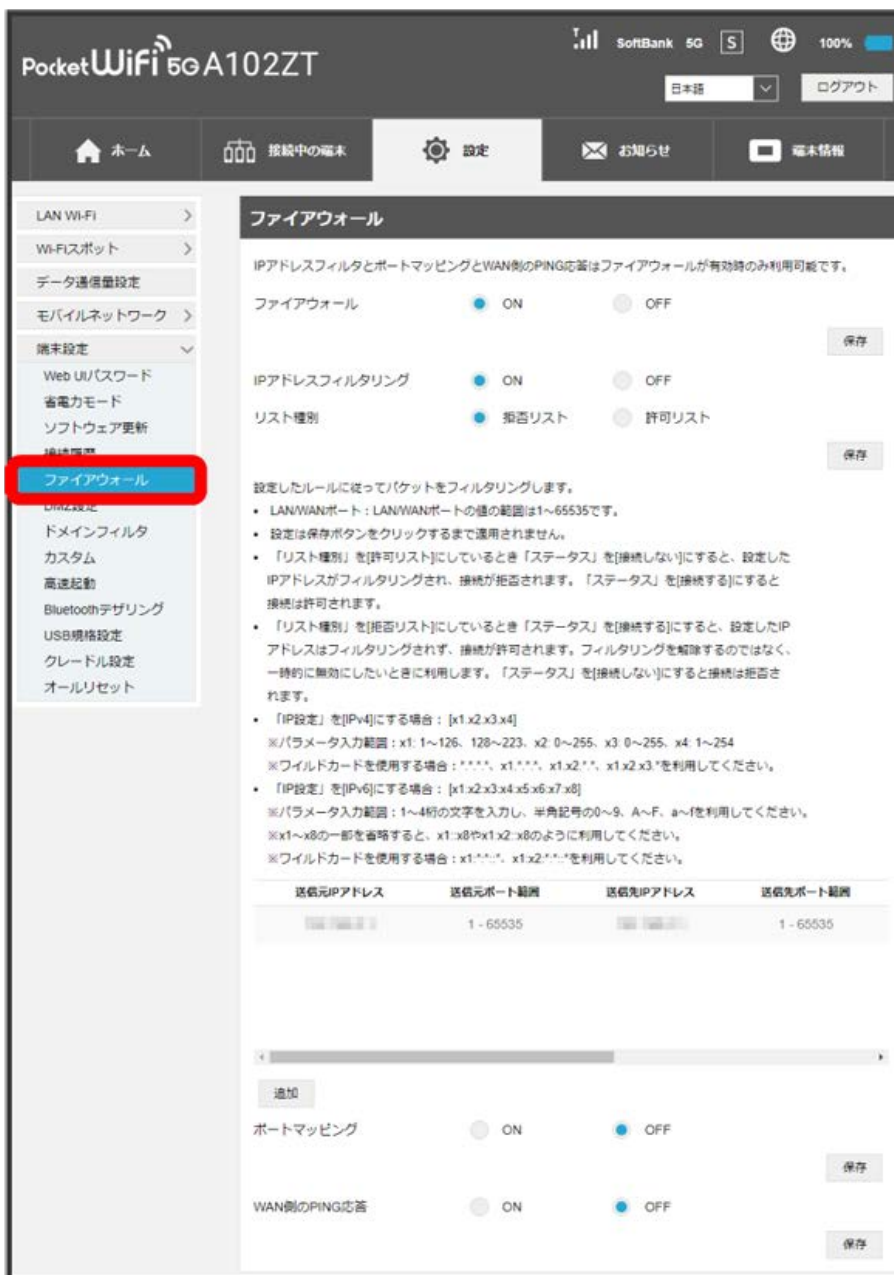 Pocket WiFi 5G A102ZT
SoftBank 5G S 100%
日本語 ログアウト
ホーム 接続中の端末 設定 お知らせ 端末情報
LAN Wi-Fi
Wi-Fiスポット
データ通信量設定
モバイルネットワーク
端末設定
Web UIパスワード
省電力モード
ソフトウェア更新
接続履歴
ファイアウォール
DMZ設定
ドメインフィルタ
カスタム
高速起動
Bluetoothテザリング
USB規格設定
クレードル設定
オールリセット
ファイアウォール
IPアドレスフィルタとポートマッピングとWAN側のPING応答はファイアウォールが有効時のみ利用可能です。
ファイアウォール ON OFF
保存
IPアドレスフィルタリング ON OFF
リスト種別 拒否リスト 許可リスト
保存
設定したルールに従ってパケットをフィルタリングします。
• LAN/WANポート：LAN/WANポートの値の範囲は1～65535です。
• 設定は保存ボタンをクリックするまで適用されません。
• 「リスト種別」を[許可リスト]にしているとき「ステータス」を[接続しない]にすると、設定した
IPアドレスがフィルタリングされ、接続が拒否されます。「ステータス」を[接続する]にすると
接続は許可されます。
• 「リスト種別」を[拒否リスト]にしているとき「ステータス」を[接続する]にすると、設定したIP
アドレスはフィルタリングされず、接続が許可されます。フィルタリングを解除するのではなく、
一時的に無効にしたいときに利用します。「ステータス」を[接続しない]にすると接続は拒否さ
れます。
• 「IP設定」を[IPv4]にする場合： [x1.x2.x3.x4]
※パラメータ入力範囲：x1: 1～126、128～223、x2: 0～255、x3: 0～255、x4: 1～254
※ワイルドカードを使用する場合：*.*.*.*、x1.*.*.*、x1.x2.*.*、x1.x2.x3.*を利用してください。
• 「IP設定」を[IPv6]にする場合： [x1:x2:x3:x4:x5:x6:x7:x8]
※パラメータ入力範囲：1～4桁の文字を入力し、半角記号の0～9、A～F、a～fを利用してください。
※x1～x8の一部を省略すると、x1::x8やx1:x2::x8のように利用してください。
※ワイルドカードを使用する場合：x1:*:*::*、x1:x2:*:*::*を利用してください。
送信元IPアドレス 送信元ポート範囲 送信先IPアドレス 送信先ポート範囲
1 - 65535 1 - 65535
追加
ポートマッピング ON OFF
保存
WAN側のPING応答 ON OFF
保存